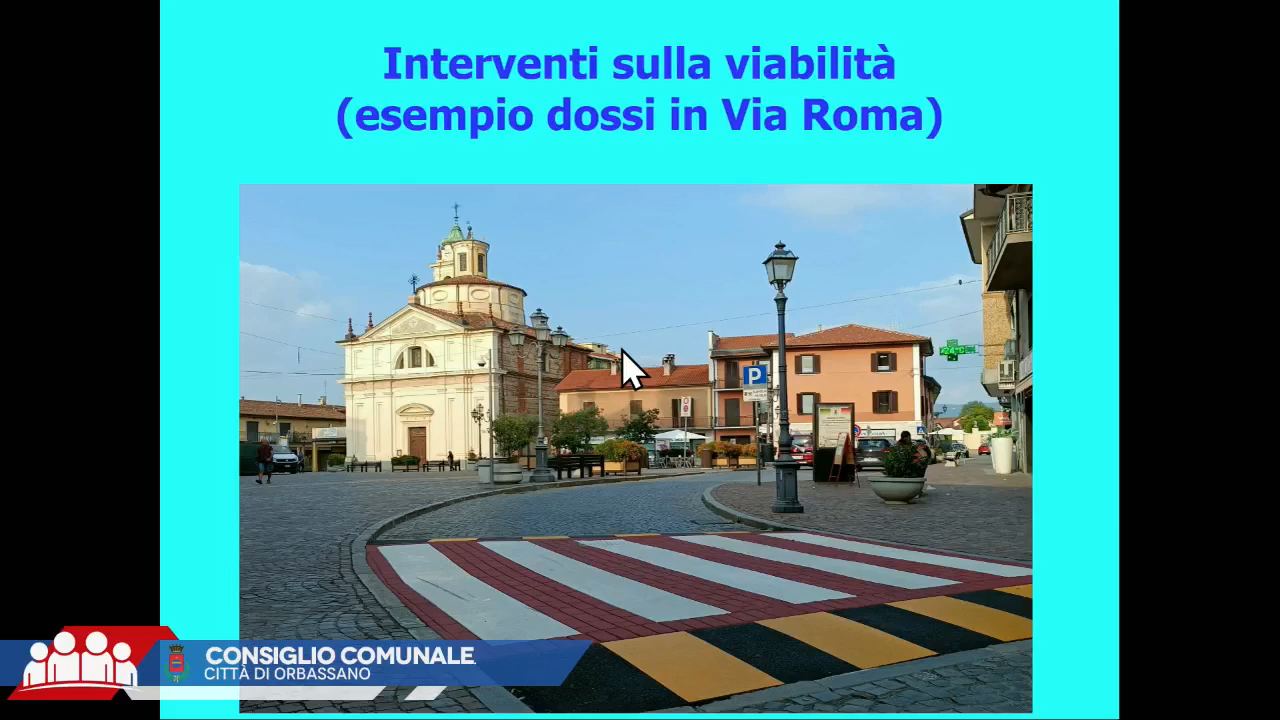 Interventi sulla viabilità
(esempio dossi in Via Roma)
P
CONSIGLIO COMUNALE
CITTÀ DI ORBASSANO